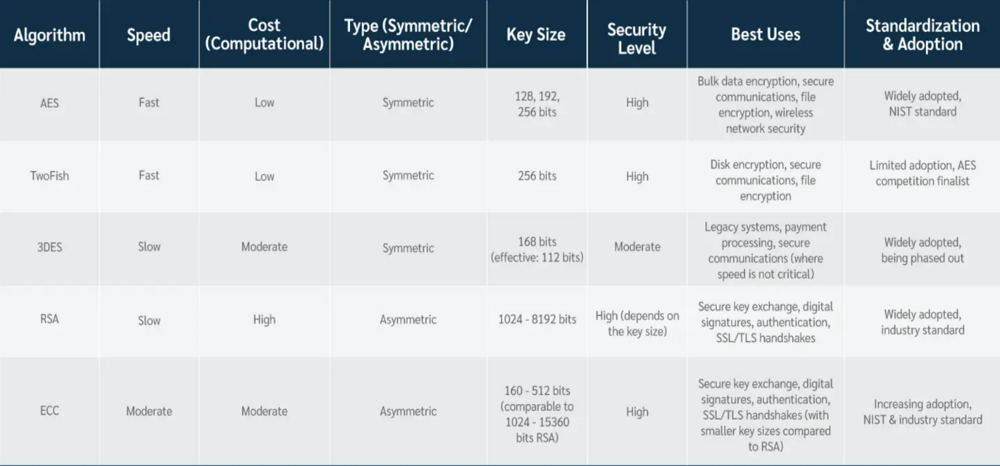 Algorithm
Speed
Cost
(Computational)
Type (Symmetric/
Asymmetric)
Key Size
Security
Level
Best Uses
Standardization
& Adoption
AES
Fast
Low
Symmetric
128, 192,
256 bits
High
Bulk data encryption, secure
communications, file
encryption, wireless
network security
Widely adopted,
NIST standard
TwoFish
Fast
Low
Symmetric
256 bits
High
Disk encryption, secure
communications, file
encryption
Limited adoption, AES
competition finalist
3DES
Slow
Moderate
Symmetric
168 bits
(effective: 112 bits)
Moderate
Legacy systems, payment
processing, secure
communications (where
speed is not critical)
Widely adopted,
being phased out
RSA
Slow
High
Asymmetric
1024 - 8192 bits
High (depends on
the key size)
Secure key exchange, digital
signatures, authentication,
SSL/TLS handshakes
Widely adopted,
industry standard
ECC
Moderate
Moderate
Asymmetric
160 - 512 bits
(comparable to
1024 - 15360
bits RSA)
High
Secure key exchange, digital
signatures, authentication,
SSL/TLS handshakes (with
smaller key sizes compared
to RSA)
Increasing adoption,
NIST & industry standard